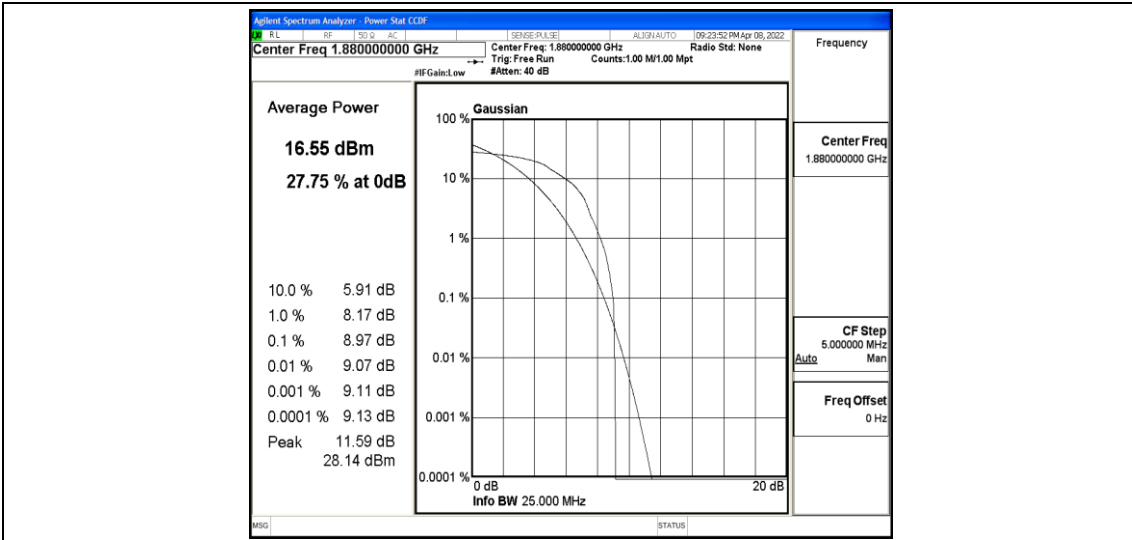 Agilent Spectrum Analyzer - Power Stat CCDF
RL RF 50 Ω AC SENSE:PULSE ALIGN AUTO 09:23:52 PM Apr 08, 2022
Center Freq 1.880000000 GHz
Center Freq: 1.880000000 GHz Radio Std: None
Trig: Free Run Counts:1.00 M/1.00 Mpt
#IFGain:Low #Atten: 40 dB
Frequency
Average Power
16.55 dBm
27.75 % at 0dB
10.0 % 5.91 dB
1.0 % 8.17 dB
0.1 % 8.97 dB
0.01 % 9.07 dB
0.001 % 9.11 dB
0.0001 % 9.13 dB
Peak 11.59 dB
28.14 dBm
Gaussian
100 %
10 %
1 %
0.1 %
0.01 %
0.001 %
0.0001 %
0 dB 20 dB
Info BW 25.000 MHz
Center Freq
1.880000000 GHz
CF Step
5.000000 MHz
Auto Man
Freq Offset
0 Hz
MSG STATUS